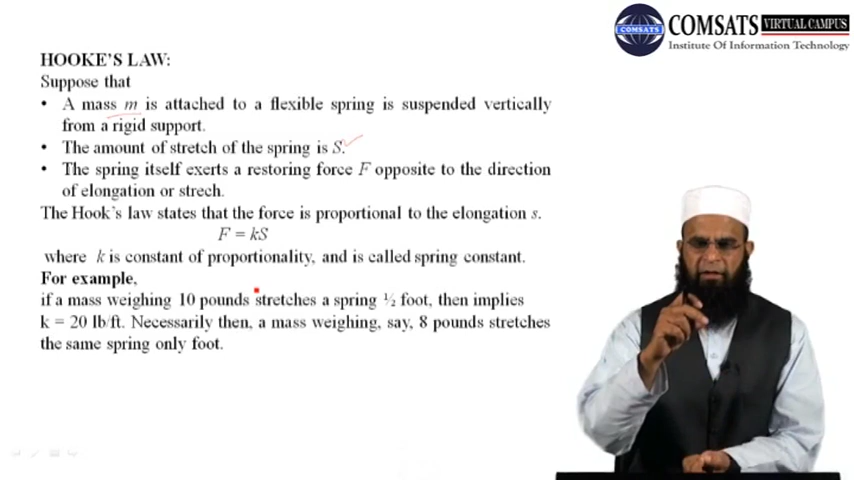 COMSATS VIRTUAL CAMPUS
COMSATS
Institute Of Information Technology
HOOKE'S LAW:
Suppose that
• A mass m is attached to a flexible spring is suspended vertically
from a rigid support.
• The amount of stretch of the spring is S.
• The spring itself exerts a restoring force F opposite to the direction
of elongation or strech.
The Hook's law states that the force is proportional to the elongation s.
F = kS
where k is constant of proportionality, and is called spring constant.
For example,
if a mass weighing 10 pounds stretches a spring ½ foot, then implies
k = 20 lb/ft. Necessarily then, a mass weighing, say, 8 pounds stretches
the same spring only foot.